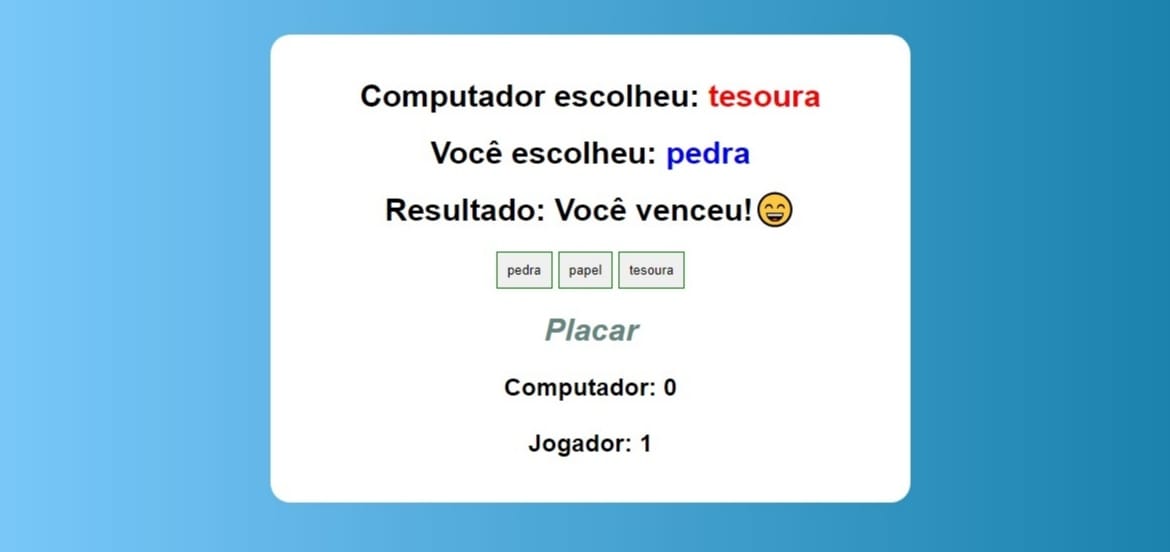 Computador escolheu: tesoura
Você escolheu: pedra
Resultado: Você venceu!😄
pedra papel tesoura
Placar
Computador: 0
Jogador: 1